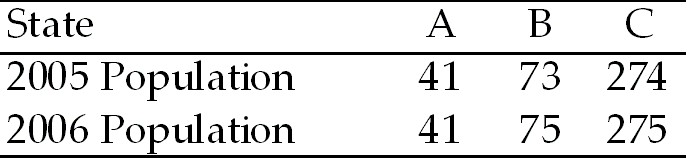 State A B C
2005 Population 41 73 274
2006 Population 41 75 275